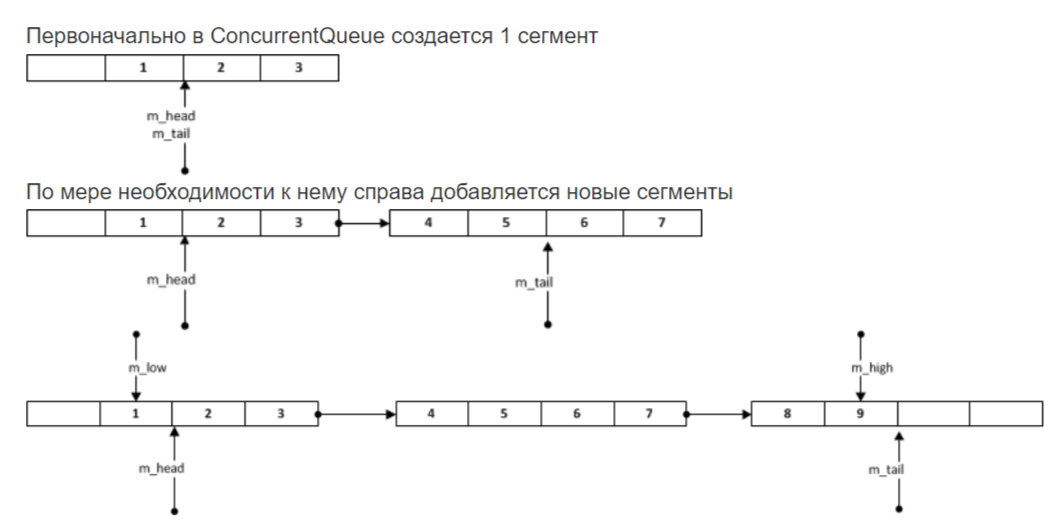 Первоначально в ConcurrentQueue создается 1 сегмент
1 2 3
m_head
m_tail
По мере необходимости к нему справа добавляется новые сегменты
1 2 3 4 5 6 7
m_head m_tail
m_low m_high
1 2 3 4 5 6 7 8 9
m_head m_tail